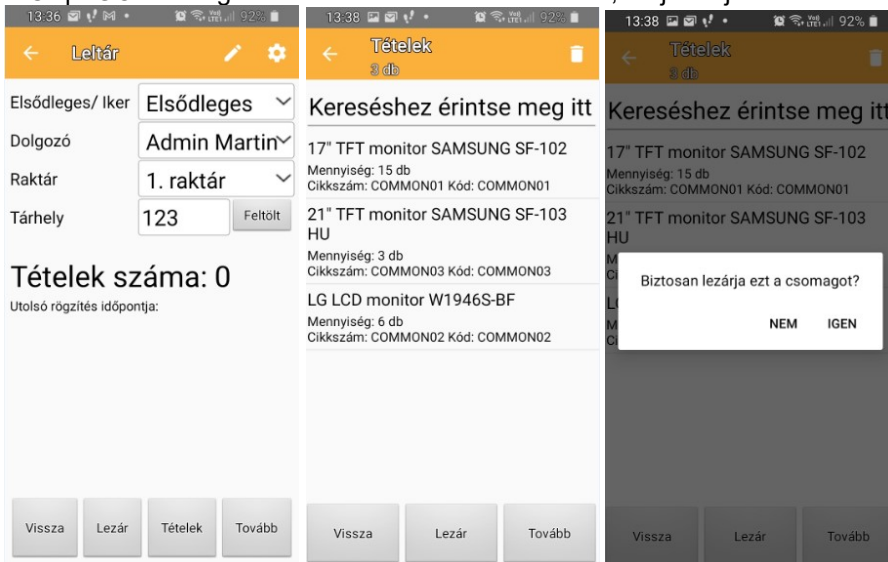 13:36 92%
Leltár
Elsődleges/ Iker Elsődleges
Dolgozó Admin Martin
Raktár 1. raktár
Tárhely 123 Feltölt
Tételek száma: 0
Utolsó rögzítés időpontja:
Vissza Lezár Tételek Tovább
13:38 92%
Tételek
3 db
Kereséshez érintse meg itt
17" TFT monitor SAMSUNG SF-102
Mennyiség: 15 db
Cikkszám: COMMON01 Kód: COMMON01
21" TFT monitor SAMSUNG SF-103
HU
Mennyiség: 3 db
Cikkszám: COMMON03 Kód: COMMON03
LG LCD monitor W1946S-BF
Mennyiség: 6 db
Cikkszám: COMMON02 Kód: COMMON02
Vissza Lezár Tovább
13:38 92%
Tételek
3 db
Kereséshez érintse meg itt
17" TFT monitor SAMSUNG SF-102
Mennyiség: 15 db
Cikkszám: COMMON01 Kód: COMMON01
21" TFT monitor SAMSUNG SF-103
HU
Biztosan lezárja ezt a csomagot?
NEM IGEN
Vissza Lezár Tovább